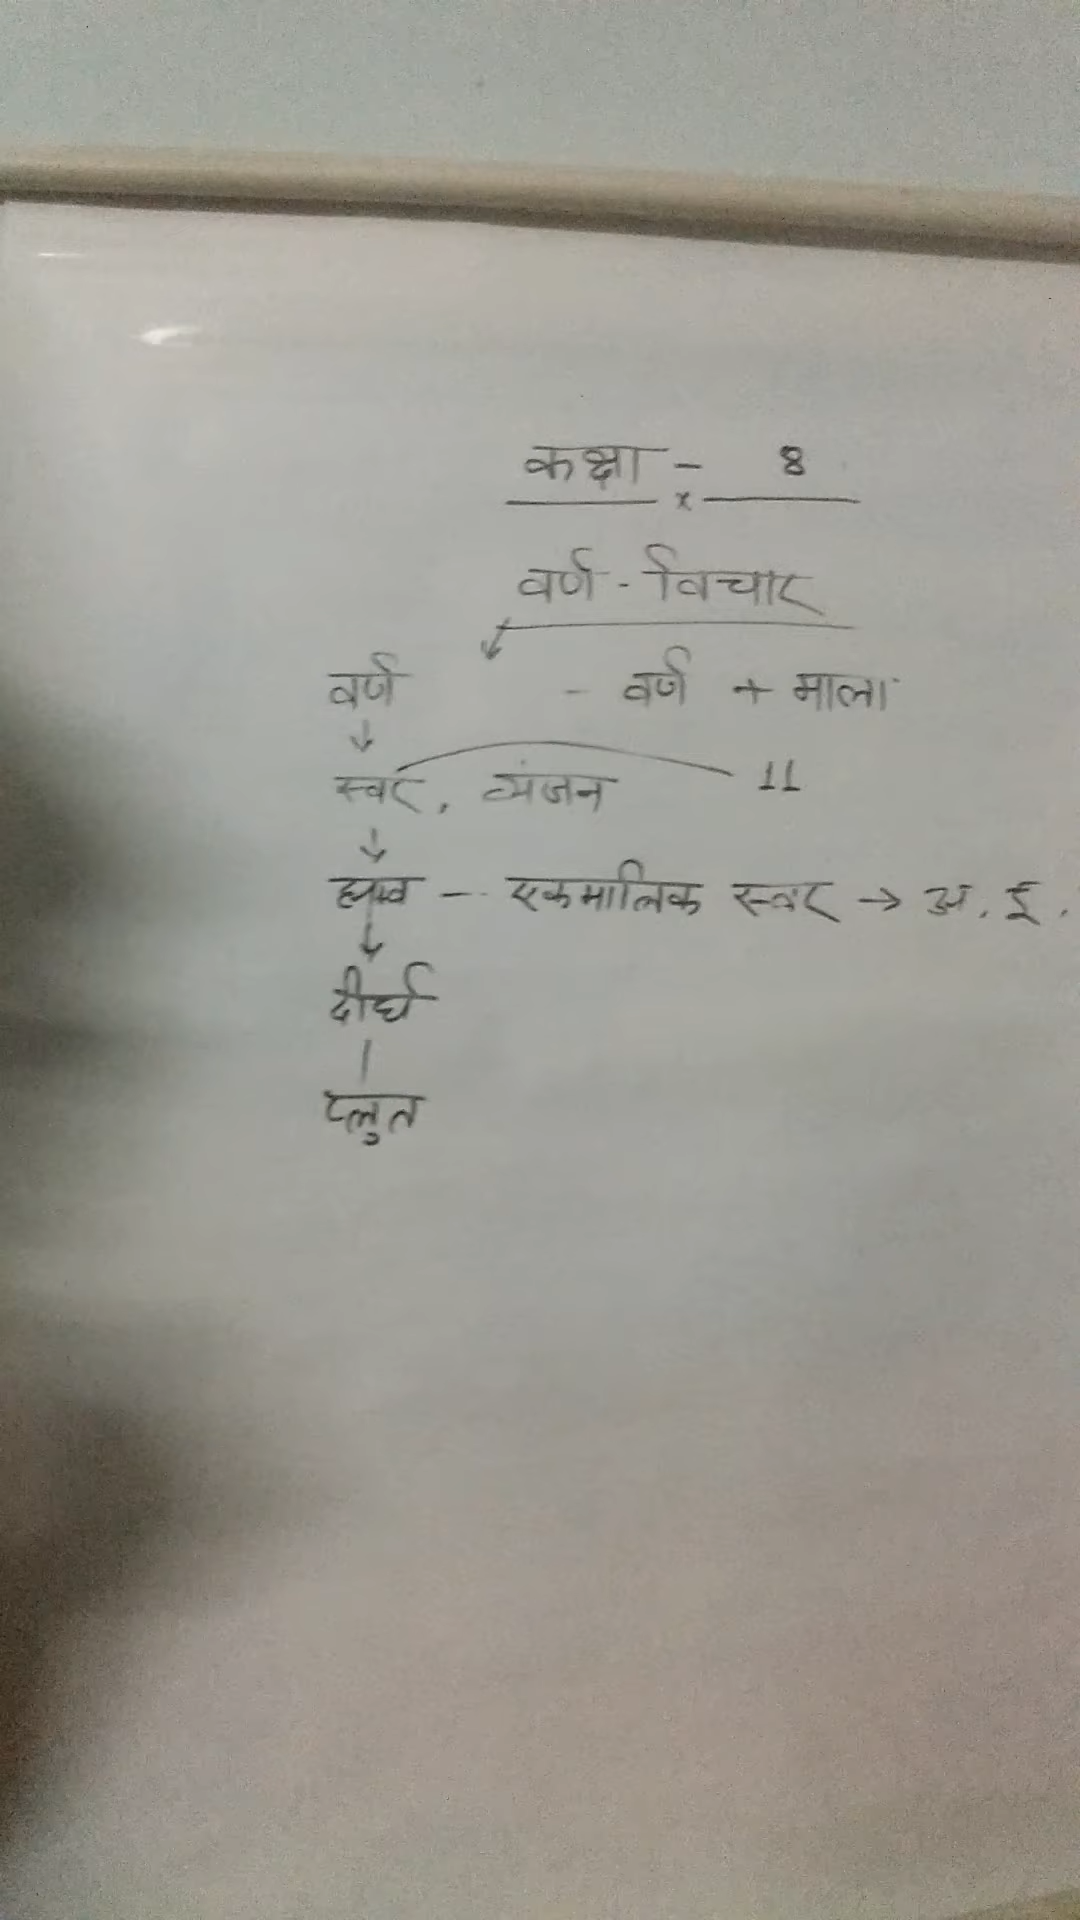 कक्षा - 8
वर्ण - विचार
वर्ण - वर्ण + माला
स्वर, व्यंजन 11
ह्रस्व - एकमात्रिक स्वर → अ, इ,
दीर्घ
प्लुत